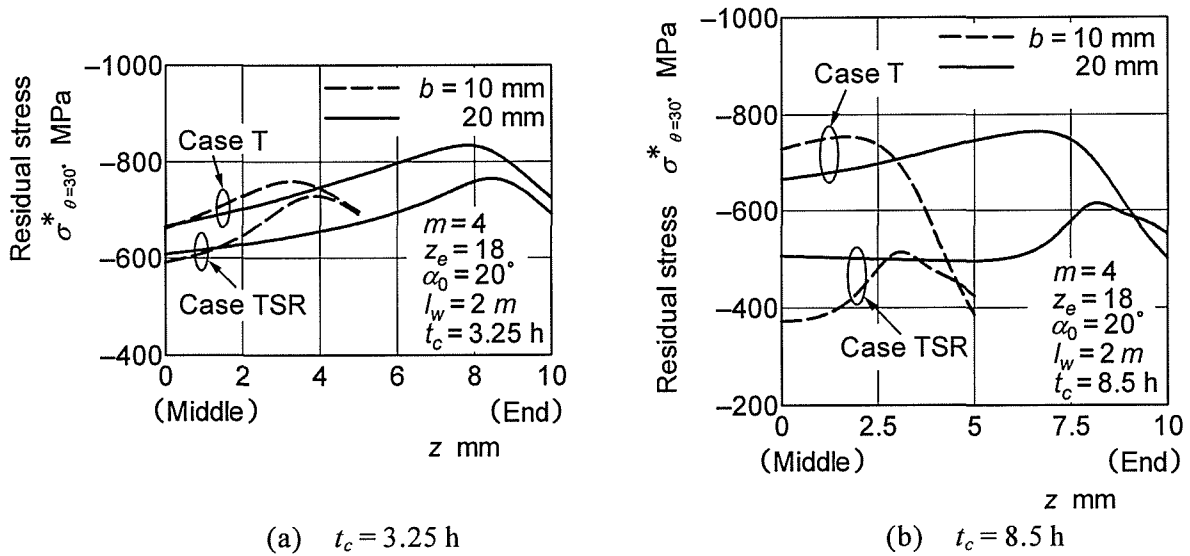 Residual stress
σ*θ=30° MPa
–1000
–800
–600
–400
b = 10 mm
20 mm
Case T
Case TSR
m = 4
ze = 18
α0 = 20°
lw = 2 m
tc = 3.25 h
0 2 4 6 8 10
(Middle) (End)
z mm
(a) tc = 3.25 h
Residual stress σ*θ=30° MPa
–1000
–800
–600
–400
–200
b = 10 mm
20 mm
Case T
Case TSR
m = 4
ze = 18
α0 = 20°
lw = 2 m
tc = 8.5 h
0 2.5 5 7.5 10
(Middle) (End)
z mm
(b) tc = 8.5 h